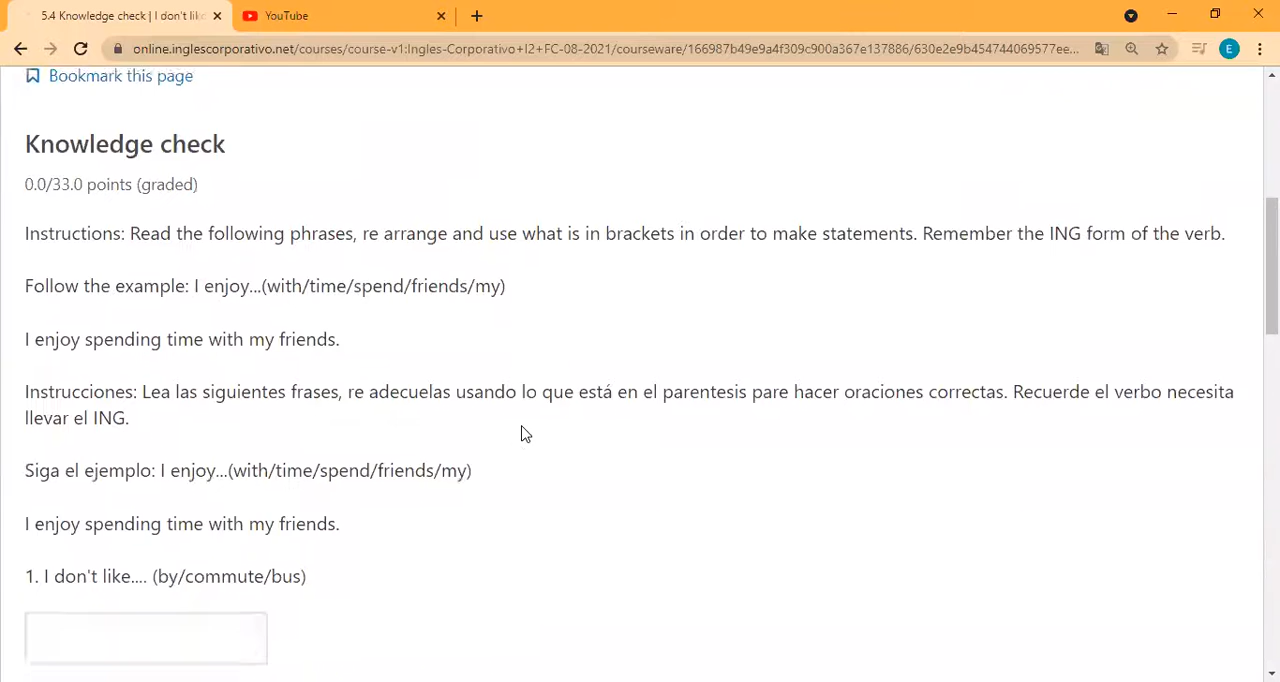 5.4 Knowledge check | I don't lik
YouTube
online.inglescorporativo.net/courses/course-v1:Ingles-Corporativo+I2+FC-08-2021/courseware/166987b49e9a4f309c900a367e137886/630e2e9b454744069577ee...
E
Bookmark this page
Knowledge check
0.0/33.0 points (graded)
Instructions: Read the following phrases, re arrange and use what is in brackets in order to make statements. Remember the ING form of the verb.
Follow the example: I enjoy...(with/time/spend/friends/my)
I enjoy spending time with my friends.
Instrucciones: Lea las siguientes frases, re adecuelas usando lo que está en el parentesis pare hacer oraciones correctas. Recuerde el verbo necesita
llevar el ING.
Siga el ejemplo: I enjoy...(with/time/spend/friends/my)
I enjoy spending time with my friends.
1. I don't like.... (by/commute/bus)